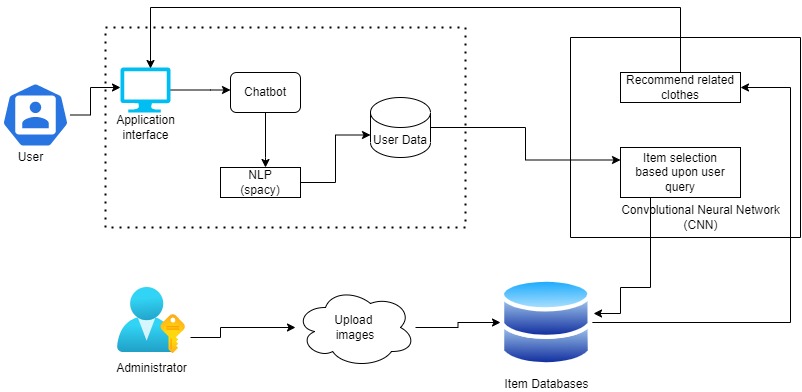 Recommend related
clothes
Chatbot
Application
interface
User Data
User
NLP
(spacy)
Item selection
based upon user
query
Convolutional Neural Network
(CNN)
Upload
images
Administrator
Item Databases